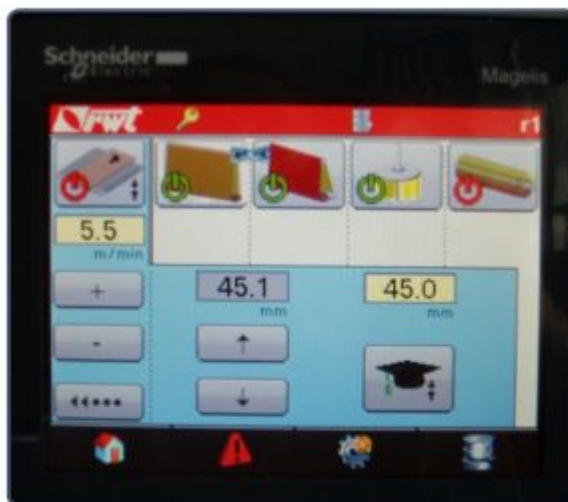 Schneider
Electric
Magelis
rwt
r1
5.5
m/min
+
-
45.1
mm
45.0
mm